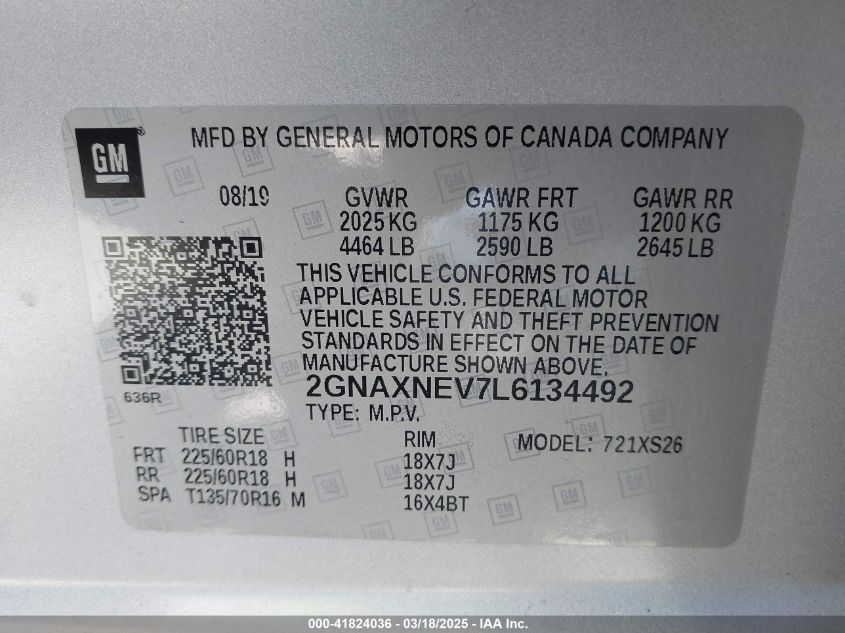 GM
MFD BY GENERAL MOTORS OF CANADA COMPANY
08/19 GVWR GAWR FRT GAWR RR
2025 KG 1175 KG 1200 KG
4464 LB 2590 LB 2645 LB
THIS VEHICLE CONFORMS TO ALL
APPLICABLE U.S. FEDERAL MOTOR
VEHICLE SAFETY AND THEFT PREVENTION
STANDARDS IN EFFECT ON THE DATE OF
MANUFACTURE SHOWN ABOVE.
636R 2GNAXNEV7L6134492
TYPE: M.P.V.
TIRE SIZE RIM MODEL: 721XS26
FRT 225/60R18 H 18X7J
RR 225/60R18 H 18X7J
SPA T135/70R16 M 16X4BT
000-41824036 - 03/18/2025 - IAA Inc.